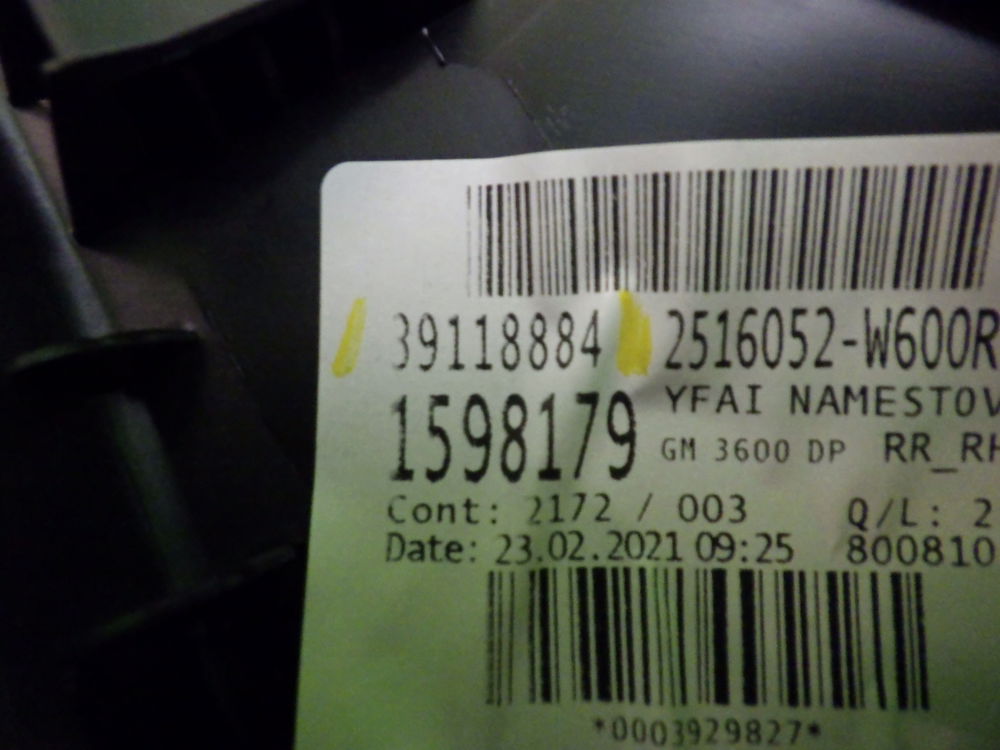 39118884 2516052-W600R
1598179 YFAI NAMESTOV
GM 3600 DP RR_RH
Cont: 2172 / 003 Q/L: 2
Date: 23.02.2021 09:25 800810
*0003929827*